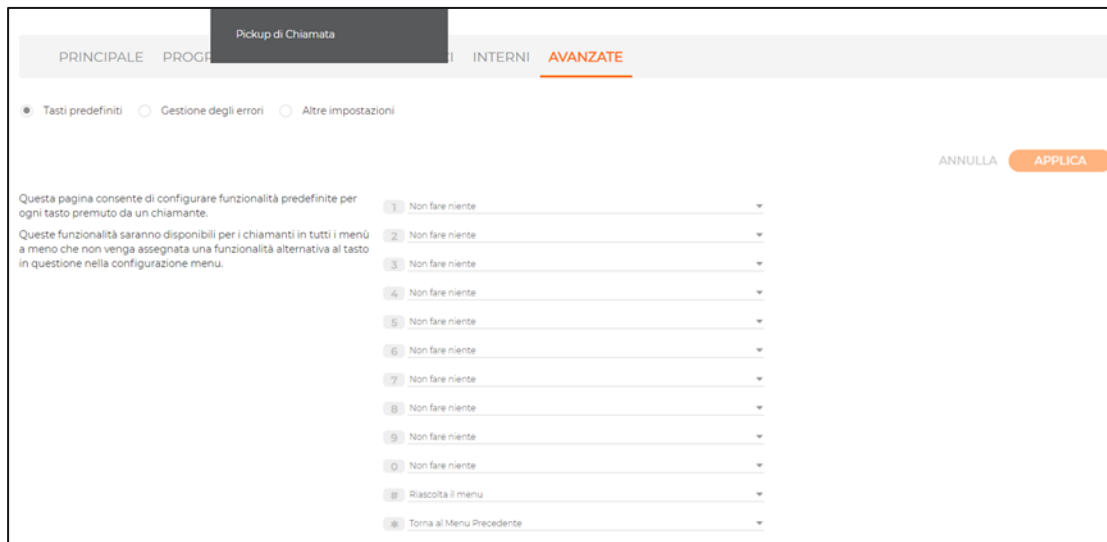 Pickup di Chiamata
PRINCIPALE INTERNI AVANZATE
Tasti predefiniti Gestione degli errori Altre impostazioni
ANNULLA APPLICA
Questa pagina consente di configurare funzionalità predefinite per
ogni tasto premuto da un chiamante.
Queste funzionalità saranno disponibili per i chiamanti in tutti i menù
a meno che non venga assegnata una funzionalità alternativa al tasto
in questione nella configurazione menu.
1 Non fare niente
2 Non fare niente
3 Non fare niente
4 Non fare niente
5 Non fare niente
6 Non fare niente
7 Non fare niente
8 Non fare niente
9 Non fare niente
0 Non fare niente
# Riascolta il menu
* Torna al Menu Precedente